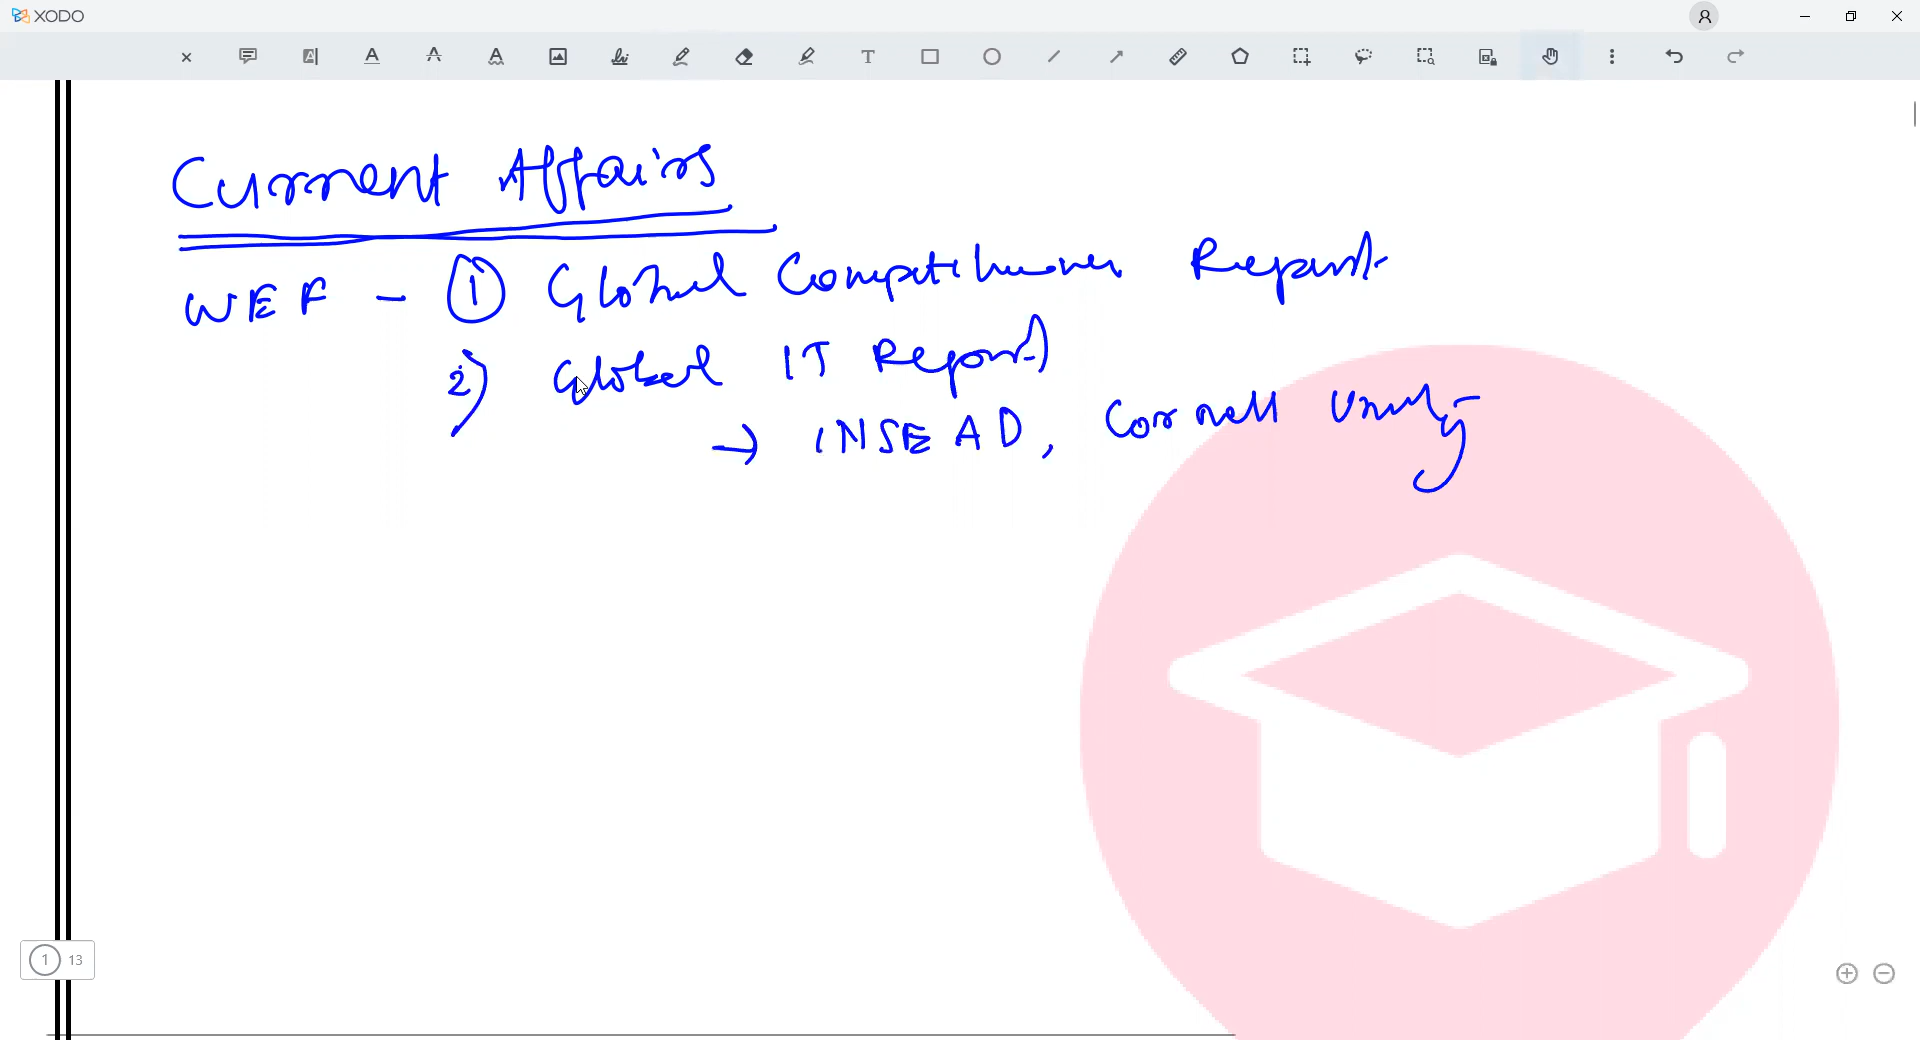 XODO
Current Affairs
WEF - ① Global Competitiveness Report
2) Global IT Report
→ INSEAD, Cornell Univ
1 13